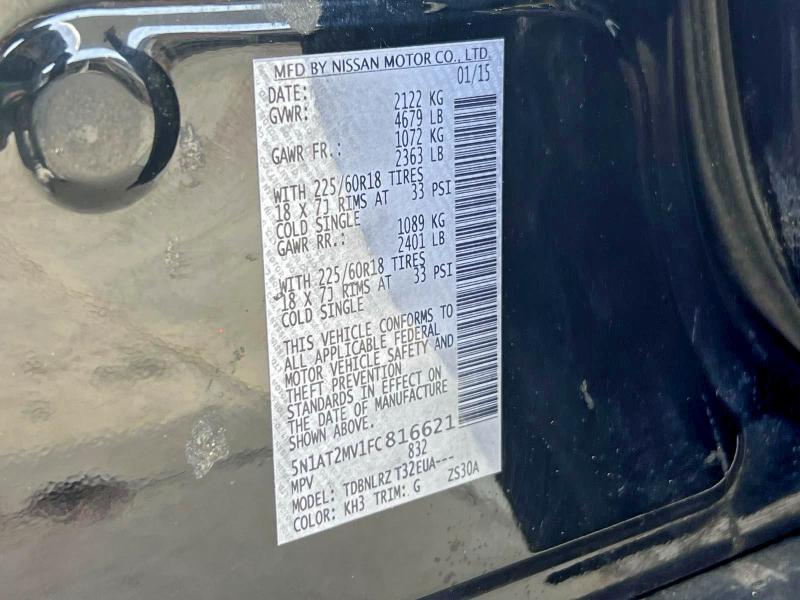 MFD BY NISSAN MOTOR CO., LTD.
DATE: 01/15
GVWR: 2122 KG
4679 LB
GAWR FR.: 1072 KG
2363 LB
WITH 225/60R18 TIRES
18 X 7J RIMS AT 33 PSI
COLD SINGLE
GAWR RR.: 1089 KG
2401 LB
WITH 225/60R18 TIRES
18 X 7J RIMS AT 33 PSI
COLD SINGLE
THIS VEHICLE CONFORMS TO
ALL APPLICABLE FEDERAL
MOTOR VEHICLE SAFETY AND
THEFT PREVENTION
STANDARDS IN EFFECT ON
THE DATE OF MANUFACTURE
SHOWN ABOVE.
5N1AT2MV1FC816621
MPV 832
MODEL: TDBNLRZ T32EUA---
COLOR: KH3 TRIM: G ZS30A